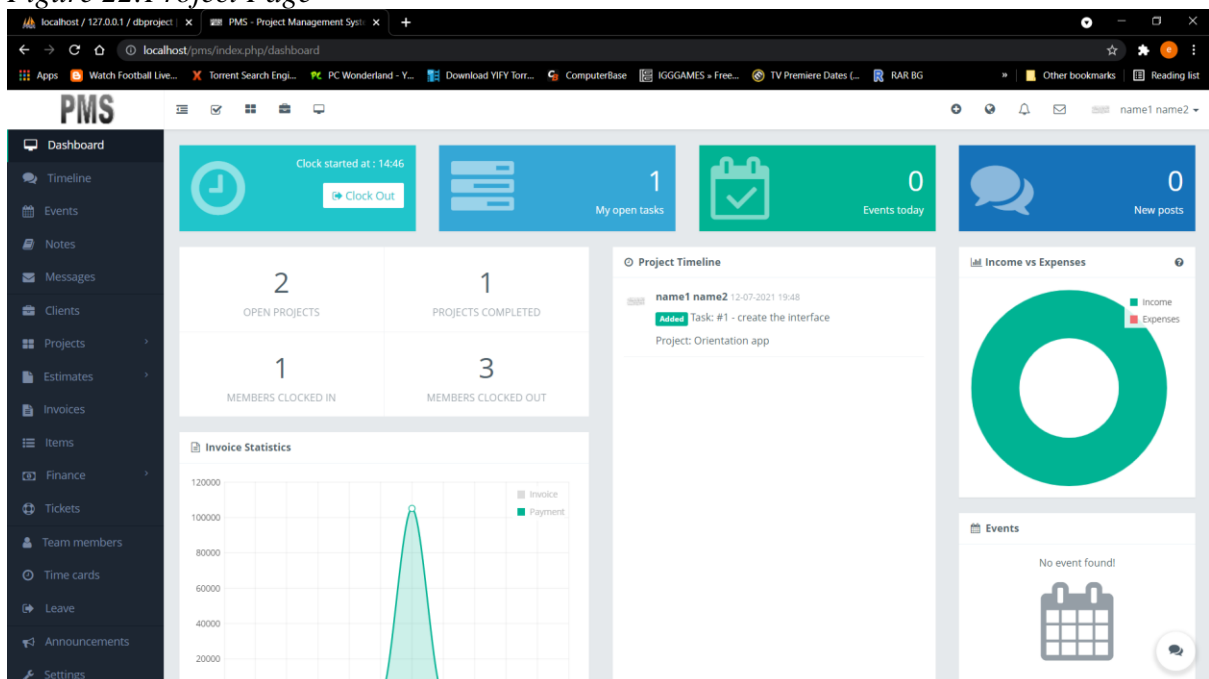 Figure 22.Project Page
localhost / 127.0.0.1 / dbproject |
PMS - Project Management Syste
localhost/pms/index.php/dashboard
Apps
Watch Football Live...
Torrent Search Engi...
PC Wonderland - Y...
Download YIFY Torr...
ComputerBase
IGGGAMES » Free...
TV Premiere Dates (...
RAR BG
»
Other bookmarks
Reading list
PMS
name1 name2
Dashboard
Timeline
Events
Notes
Messages
Clients
Projects
Estimates
Invoices
Items
Finance
Tickets
Team members
Time cards
Leave
Announcements
Settings
Clock started at : 14:46
Clock Out
1
My open tasks
0
Events today
0
New posts
2
OPEN PROJECTS
1
PROJECTS COMPLETED
1
MEMBERS CLOCKED IN
3
MEMBERS CLOCKED OUT
Invoice Statistics
120000
100000
80000
60000
40000
20000
Invoice
Payment
Project Timeline
name1 name2 12-07-2021 19:48
Added Task: #1 - create the interface
Project: Orientation app
Income vs Expenses
Income
Expenses
Events
No event found!